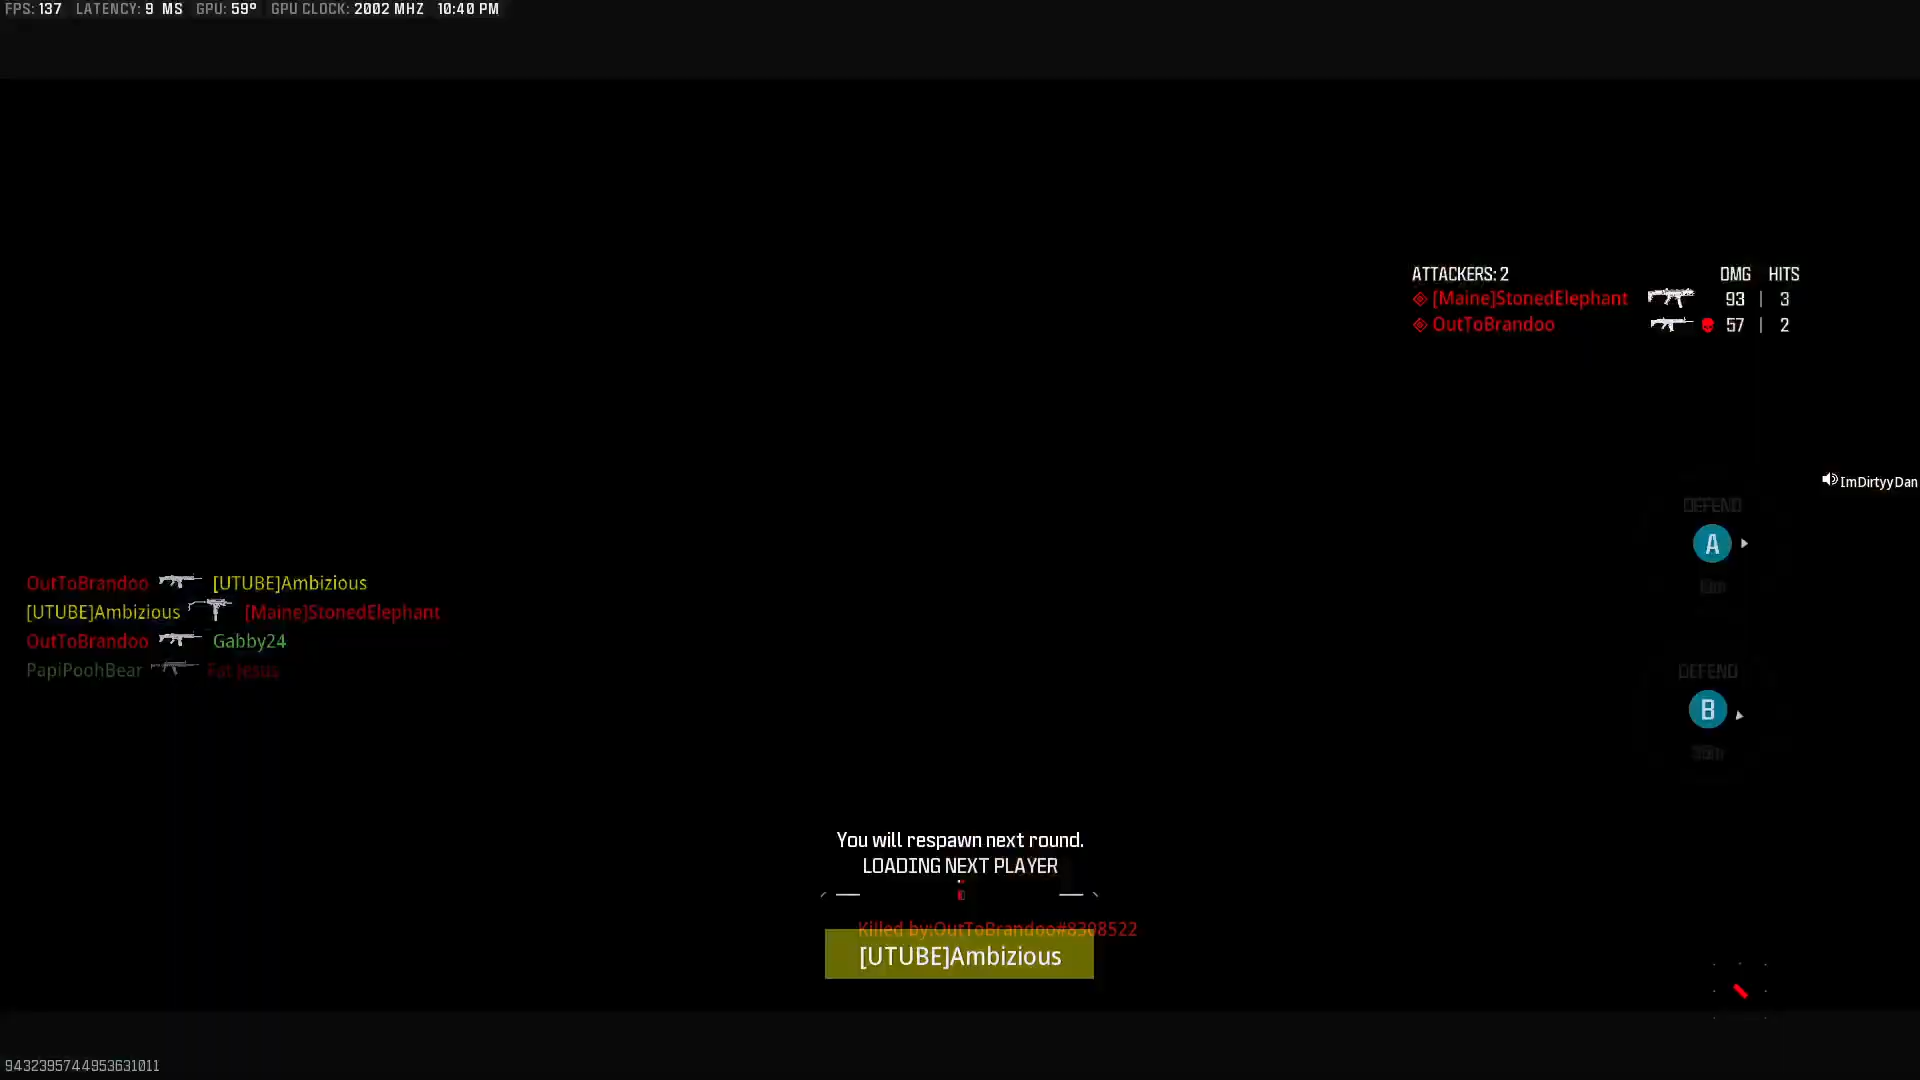 FPS: 137 LATENCY: 9 MS GPU: 59° GPU CLOCK: 2002 MHZ 10:40 PM
ATTACKERS: 2 DMG HITS
[Maine]StonedElephant 93 | 3
OutToBrandoo 57 | 2
ImDirtyyDan
DEFEND
A
OutToBrandoo [UTUBE]Ambizious
[UTUBE]Ambizious [Maine]StonedElephant
OutToBrandoo Gabby24
PapiPoohBear Fat Jesus
DEFEND
B
You will respawn next round.
LOADING NEXT PLAYER
Killed by:OutToBrandoo#8308522
[UTUBE]Ambizious
9432395744953631011